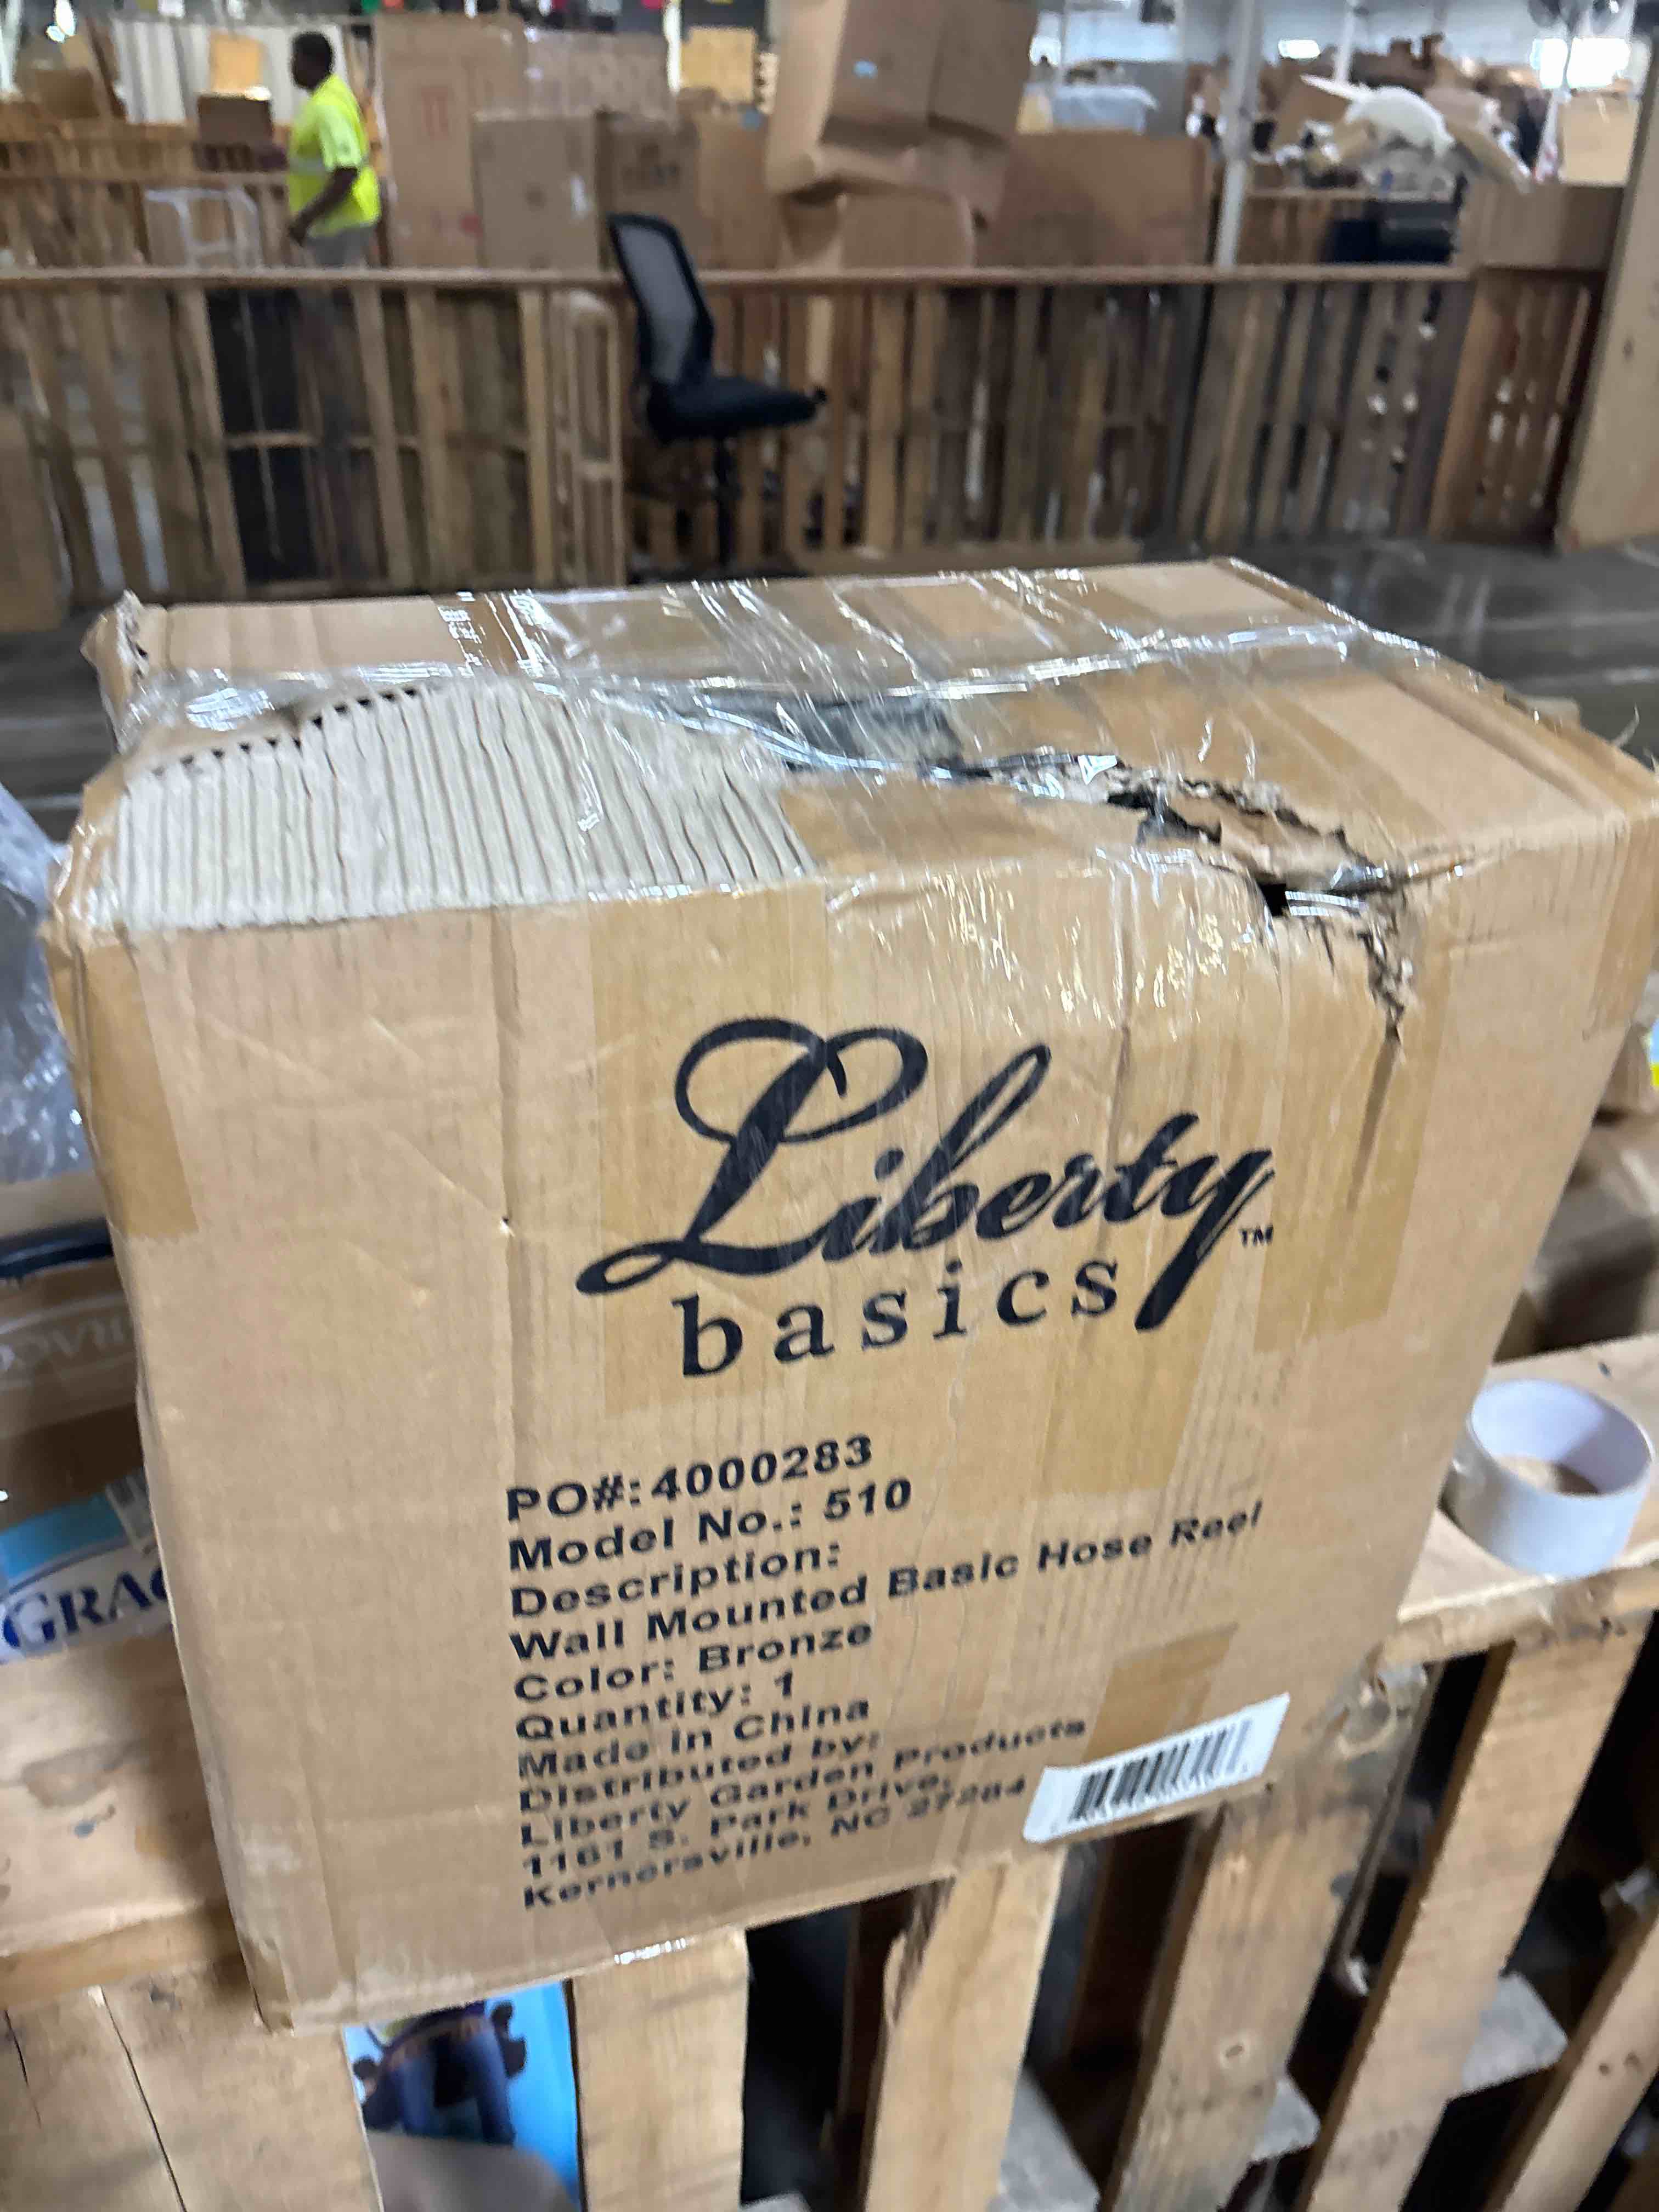 Liberty™
basics
PO#: 4000283
Model No.: 510
Description:
Wall Mounted Basic Hose Reel
Color: Bronze
Quantity: 1
Made in China
Distributed by:
Liberty Garden Products
1161 S. Park Drive,
Kernersville, NC 27284
GRAC